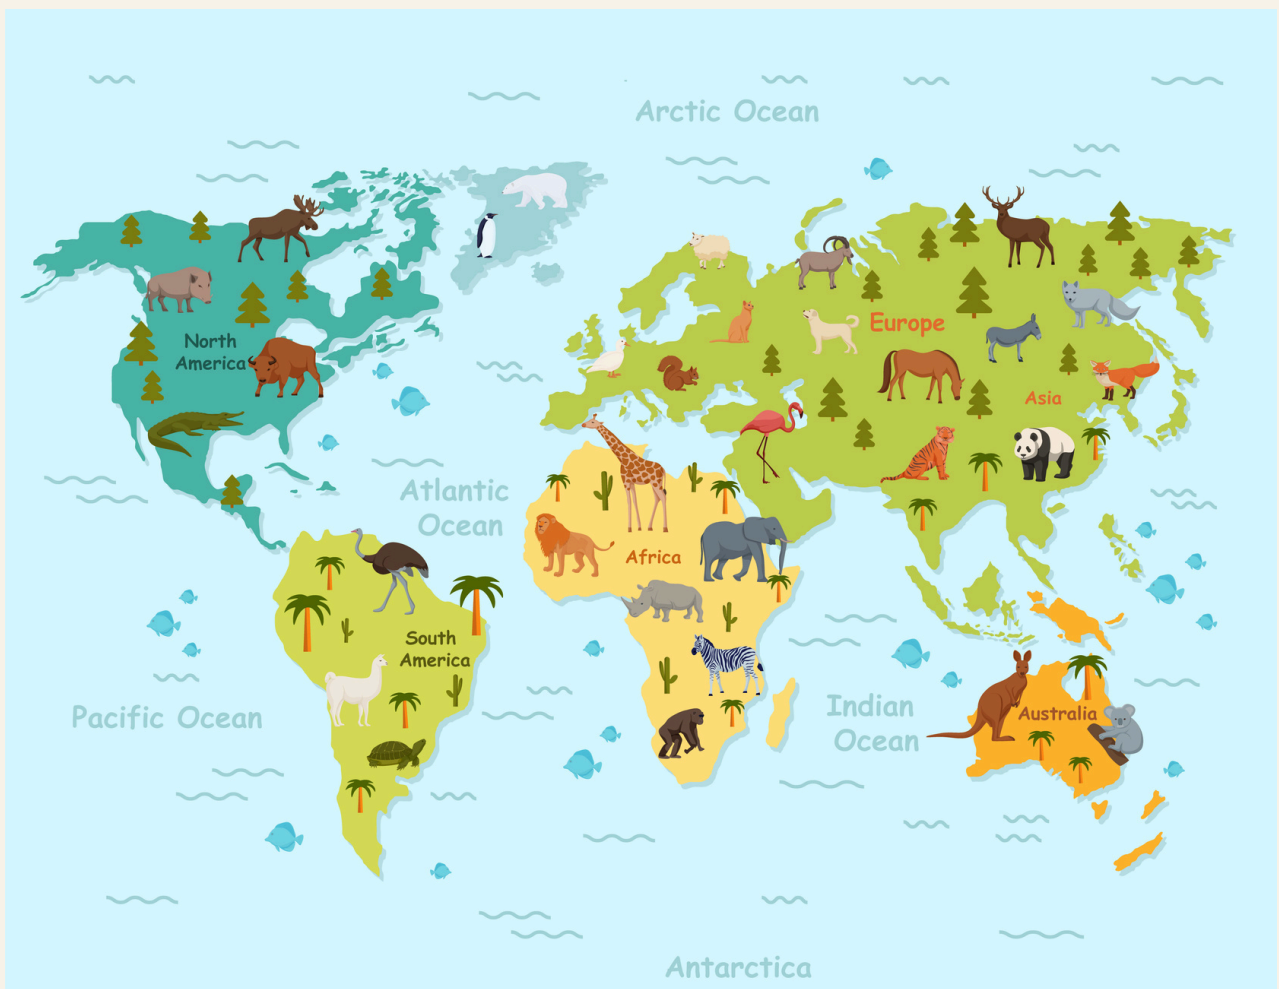 Arctic Ocean
North
America
Europe
Asia
Atlantic
Ocean
Africa
South
America
Pacific Ocean
Indian
Ocean
Australia
Antarctica